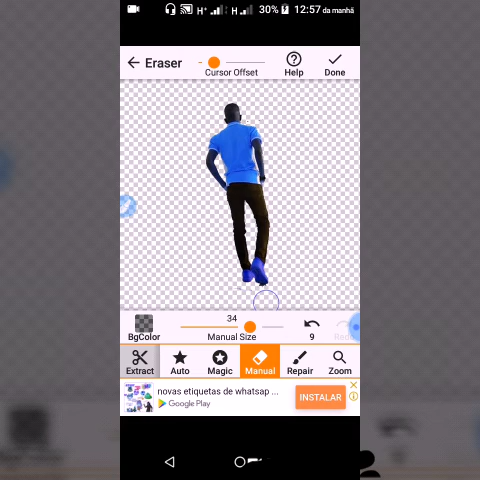 H+ H 30% 12:57 da manhã
Eraser
Cursor Offset
Help
Done
34
BgColor
Manual Size
9
Extract
Auto
Magic
Manual
Repair
Zoom
novas etiquetas de whatsap ...
Google Play
INSTALAR